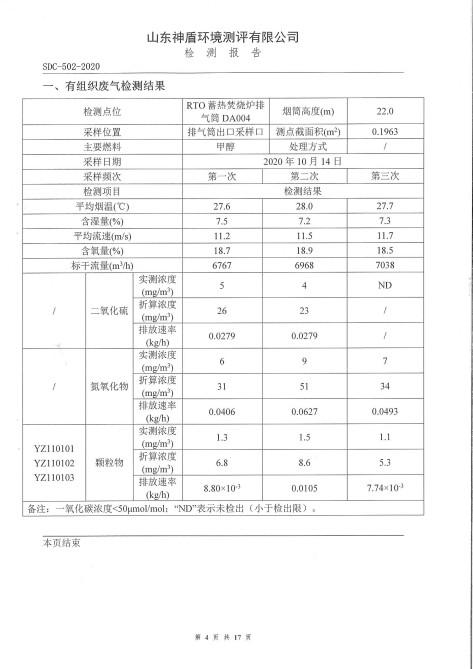 山东神盾环境测评有限公司
检 测 报 告
SDC-502-2020
一、有组织废气检测结果
检测点位 RTO 蓄热焚烧炉排气筒 DA004 烟筒高度(m) 22.0
采样位置 排气筒出口采样口 测点截面积(m²) 0.1963
主要燃料 甲醇 处理方式 /
采样日期 2020 年 10 月 14 日
采样频次 第一次 第二次 第三次
检测项目 检测结果
平均烟温(℃) 27.6 28.0 27.7
含湿量(%) 7.5 7.2 7.3
平均流速(m/s) 11.2 11.5 11.7
含氧量(%) 18.7 18.9 18.5
标干流量(m³/h) 6767 6968 7038
/ 二氧化硫 实测浓度(mg/m³) 5 4 ND
折算浓度(mg/m³) 26 23 /
排放速率(kg/h) 0.0279 0.0279 /
/ 氮氧化物 实测浓度(mg/m³) 6 9 7
折算浓度(mg/m³) 31 51 34
排放速率(kg/h) 0.0406 0.0627 0.0493
YZ110101 YZ110102 YZ110103 颗粒物 实测浓度(mg/m³) 1.3 1.5 1.1
折算浓度(mg/m³) 6.8 8.6 5.3
排放速率(kg/h) 8.80×10⁻³ 0.0105 7.74×10⁻³
备注：一氧化碳浓度<50μmol/mol；“ND”表示未检出（小于检出限）。
本页结束
第 4 页 共 17 页